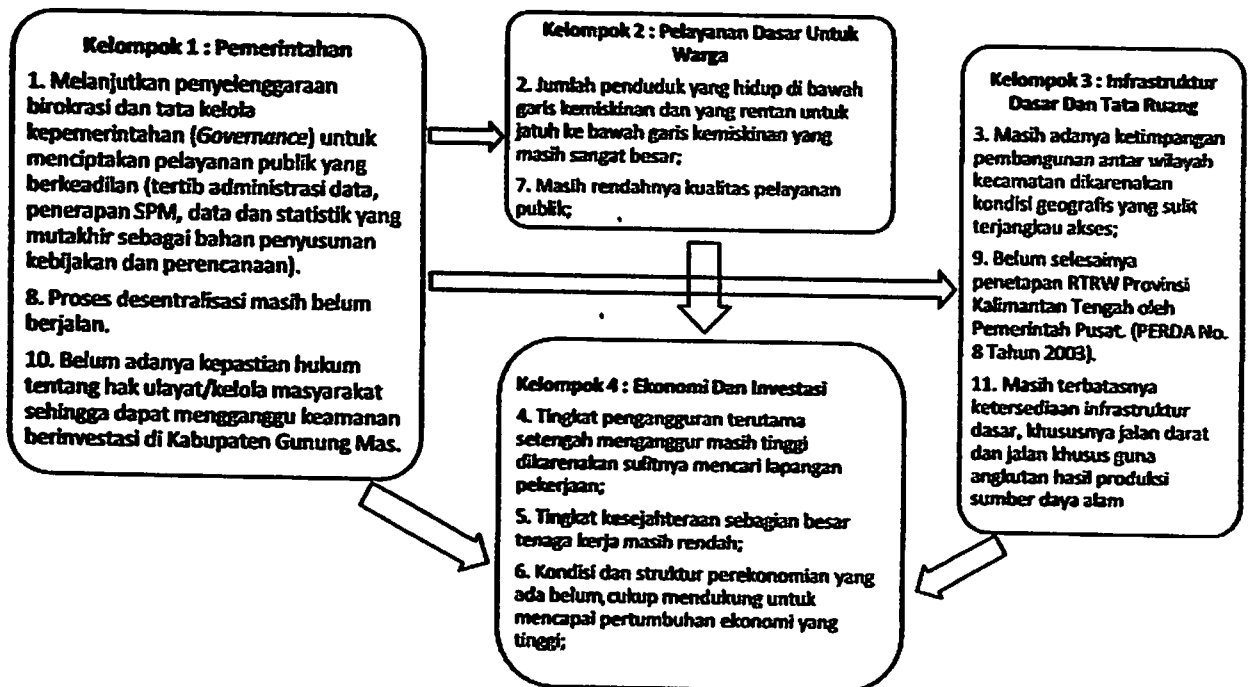 Kelompok 1 : Pemerintahan
1. Melanjutkan penyelenggaraan
birokrasi dan tata kelola
kepemerintahan (Governance) untuk
menciptakan pelayanan publik yang
berkeadilan (tertib administrasi data,
penerapan SPM, data dan statistik yang
mutakhir sebagai bahan penyusunan
kebijakan dan perencanaan).
8. Proses desentralisasi masih belum
berjalan.
10. Belum adanya kepastian hukum
tentang hak ulayat/kelola masyarakat
sehingga dapat mengganggu keamanan
berinvestasi di Kabupaten Gunung Mas.
Kelompok 2 : Pelayanan Dasar Untuk
Warga
2. Jumlah penduduk yang hidup di bawah
garis kemiskinan dan yang rentan untuk
jatuh ke bawah garis kemiskinan yang
masih sangat besar;
7. Masih rendahnya kualitas pelayanan
publik;
Kelompok 3 : Infrastruktur
Dasar Dan Tata Ruang
3. Masih adanya ketimpangan
pembangunan antar wilayah
kecamatan dikarenakan
kondisi geografis yang sulit
terjangkau akses;
9. Belum selesainya
penetapan RTRW Provinsi
Kalimantan Tengah oleh
Pemerintah Pusat. (PERDA No.
8 Tahun 2003).
11. Masih terbatasnya
ketersediaan infrastruktur
dasar, khususnya jalan darat
dan jalan khusus guna
angkutan hasil produksi
sumber daya alam
Kelompok 4 : Ekonomi Dan Investasi
4. Tingkat pengangguran terutama
setengah menganggur masih tinggi
dikarenakan sulitnya mencari lapangan
pekerjaan;
5. Tingkat kesejahteraan sebagian besar
tenaga kerja masih rendah;
6. Kondisi dan struktur perekonomian yang
ada belum cukup mendukung untuk
mencapai pertumbuhan ekonomi yang
tinggi;